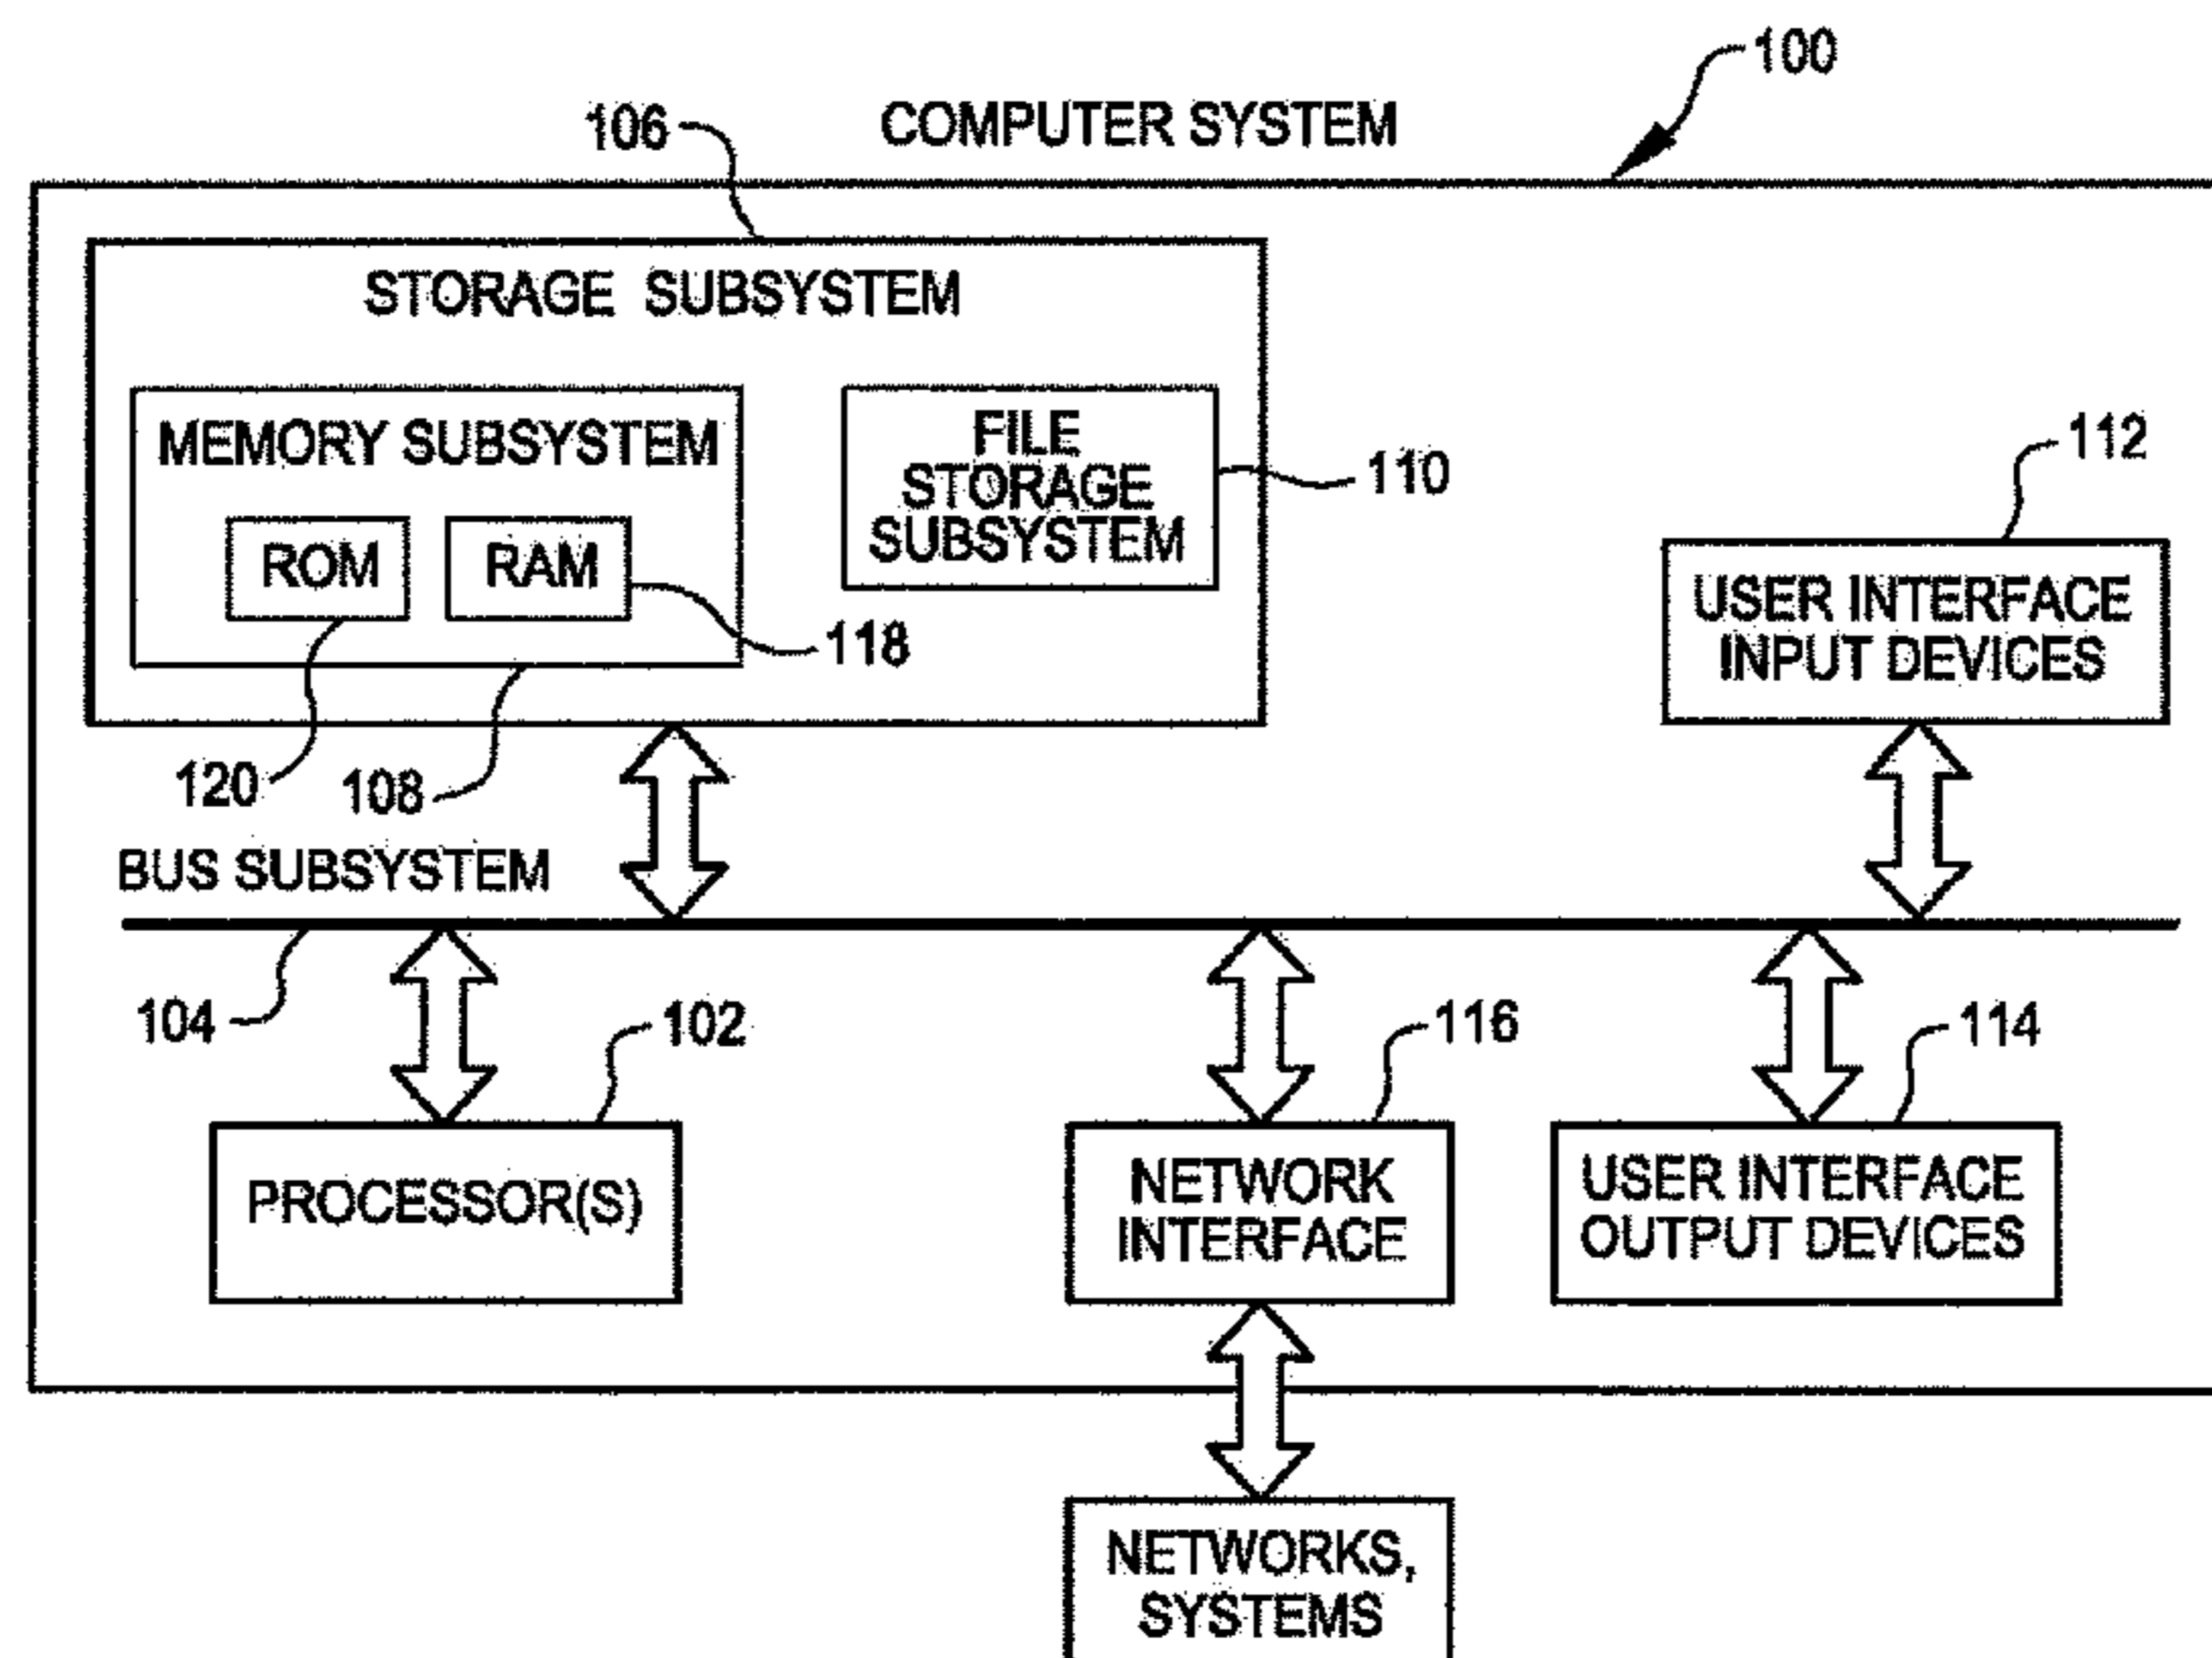 100
106
COMPUTER SYSTEM
STORAGE SUBSYSTEM
MEMORY SUBSYSTEM
FILE
STORAGE
SUBSYSTEM
110
112
ROM
RAM
118
USER INTERFACE
INPUT DEVICES
120
108
BUS SUBSYSTEM
104
102
116
114
PROCESSOR(S)
NETWORK
INTERFACE
USER INTERFACE
OUTPUT DEVICES
NETWORKS,
SYSTEMS